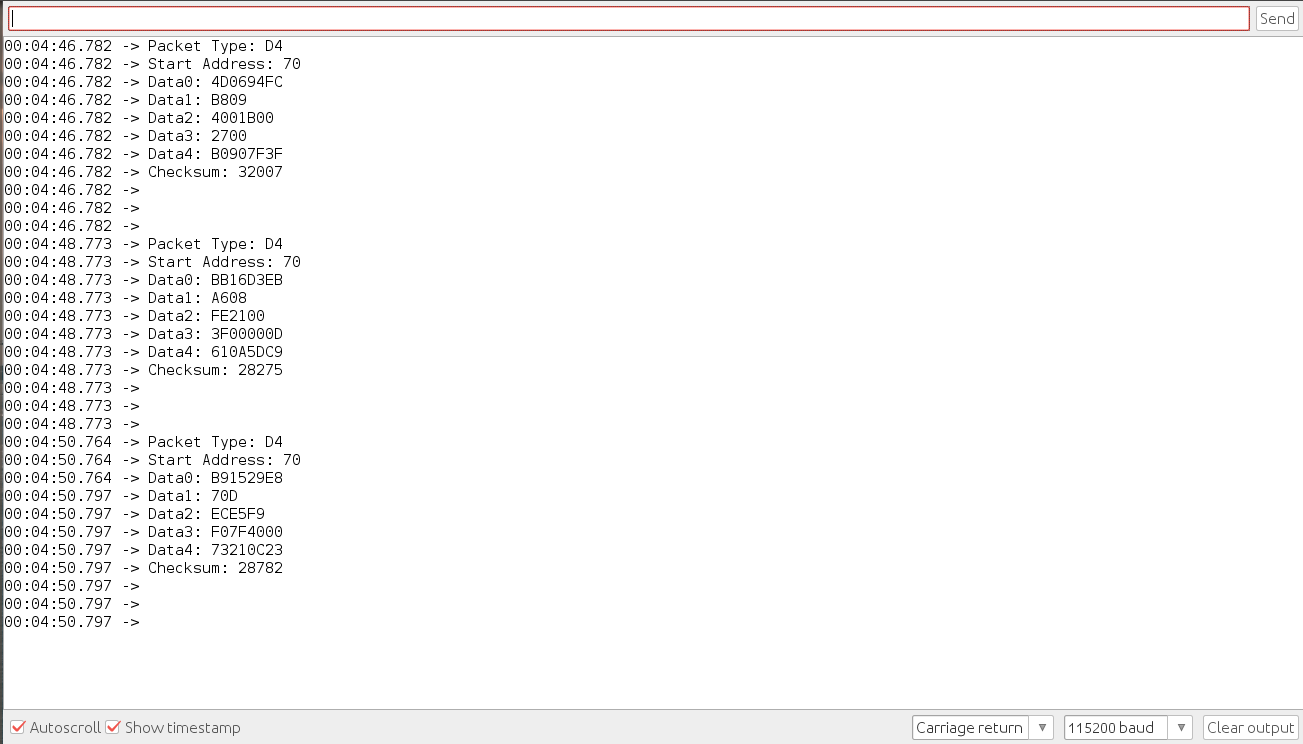 Send
00:04:46.782 -> Packet Type: D4
00:04:46.782 -> Start Address: 70
00:04:46.782 -> Data0: 4D0694FC
00:04:46.782 -> Data1: B809
00:04:46.782 -> Data2: 4001B00
00:04:46.782 -> Data3: 2700
00:04:46.782 -> Data4: B0907F3F
00:04:46.782 -> Checksum: 32007
00:04:46.782 ->
00:04:46.782 ->
00:04:46.782 ->
00:04:48.773 -> Packet Type: D4
00:04:48.773 -> Start Address: 70
00:04:48.773 -> Data0: BB16D3EB
00:04:48.773 -> Data1: A608
00:04:48.773 -> Data2: FE2100
00:04:48.773 -> Data3: 3F00000D
00:04:48.773 -> Data4: 610A5DC9
00:04:48.773 -> Checksum: 28275
00:04:48.773 ->
00:04:48.773 ->
00:04:48.773 ->
00:04:50.764 -> Packet Type: D4
00:04:50.764 -> Start Address: 70
00:04:50.764 -> Data0: B91529E8
00:04:50.797 -> Data1: 70D
00:04:50.797 -> Data2: ECE5F9
00:04:50.797 -> Data3: F07F4000
00:04:50.797 -> Data4: 73210C23
00:04:50.797 -> Checksum: 28782
00:04:50.797 ->
00:04:50.797 ->
00:04:50.797 ->
Autoscroll Show timestamp Carriage return 115200 baud Clear output